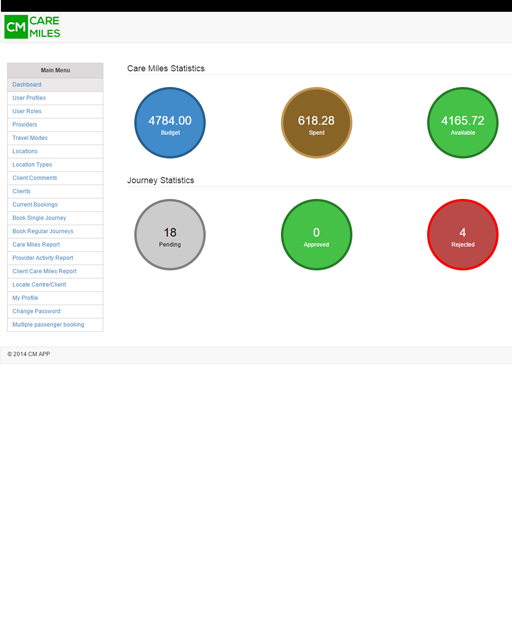 CM CARE
MILES
Main Menu
Dashboard
User Profiles
User Roles
Providers
Travel Modes
Locations
Location Types
Client Comments
Clients
Current Bookings
Book Single Journey
Book Regular Journeys
Care Miles Report
Provider Activity Report
Client Care Miles Report
Locate Centre/Client
My Profile
Change Password
Multiple passenger booking
Care Miles Statistics
4784.00
Budget
618.28
Spent
4165.72
Available
Journey Statistics
18
Pending
0
Approved
4
Rejected
© 2014 CM APP